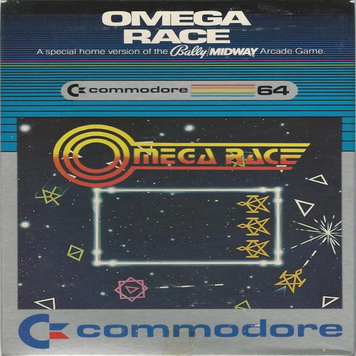 OMEGA
RACE
A special home version of the Bally/MIDWAY Arcade Game.
commodore 64
OMEGA RACE
commodore